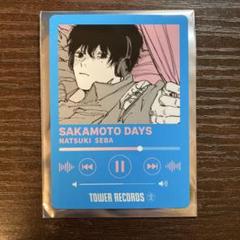 SAKAMOTO DAYS
NATSUKI SEBA
TOWER RECORDS